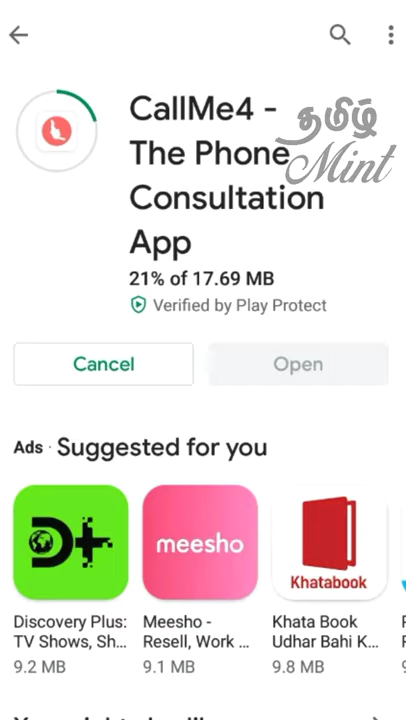 CallMe4 -
The Phone
Consultation
App
தமிழ்
Mint
21% of 17.69 MB
Verified by Play Protect
Cancel
Open
Ads · Suggested for you
D+
meesho
Khatabook
Discovery Plus:
TV Shows, Sh...
9.2 MB
Meesho -
Resell, Work ...
9.1 MB
Khata Book
Udhar Bahi K...
9.8 MB